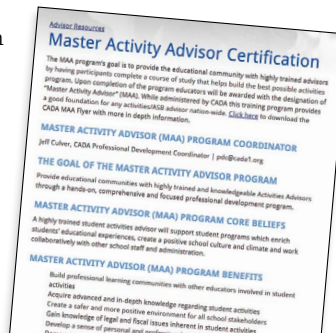 n
Advisor Resources
Master Activity Advisor Certification
The MAA program's goal is to provide the educational community with highly trained advisors
by having participants complete a course of study that helps build the best possible activities
program. Upon completion of the program educators will be awarded with the designation of
"Master Activity Advisor" (MAA). While administered by CADA this training program provides
a good foundation for any activities/ASB advisor nation-wide. Click here to download the
CADA MAA Flyer with more in depth information.
MASTER ACTIVITY ADVISOR (MAA) PROGRAM COORDINATOR
Jeff Culver, CADA Professional Development Coordinator | pdc@cada1.org
THE GOAL OF THE MASTER ACTIVITY ADVISOR PROGRAM
Provide educational communities with highly trained and knowledgeable Activities Advisors
through a hands-on, comprehensive and focused professional development program.
MASTER ACTIVITY ADVISOR (MAA) PROGRAM CORE BELIEFS
A highly trained student activities advisor will support student programs which enrich
students' educational experiences, create a positive school culture and climate and work
collaboratively with other school staff and administration.
MASTER ACTIVITY ADVISOR (MAA) PROGRAM BENEFITS
Build professional learning communities with other educators involved in student
activities
Acquire advanced and in-depth knowledge regarding student activities
Create a safer and more positive environment for all school stakeholders
Gain knowledge of legal and fiscal issues inherent in student activities
Develop a sense of personal and